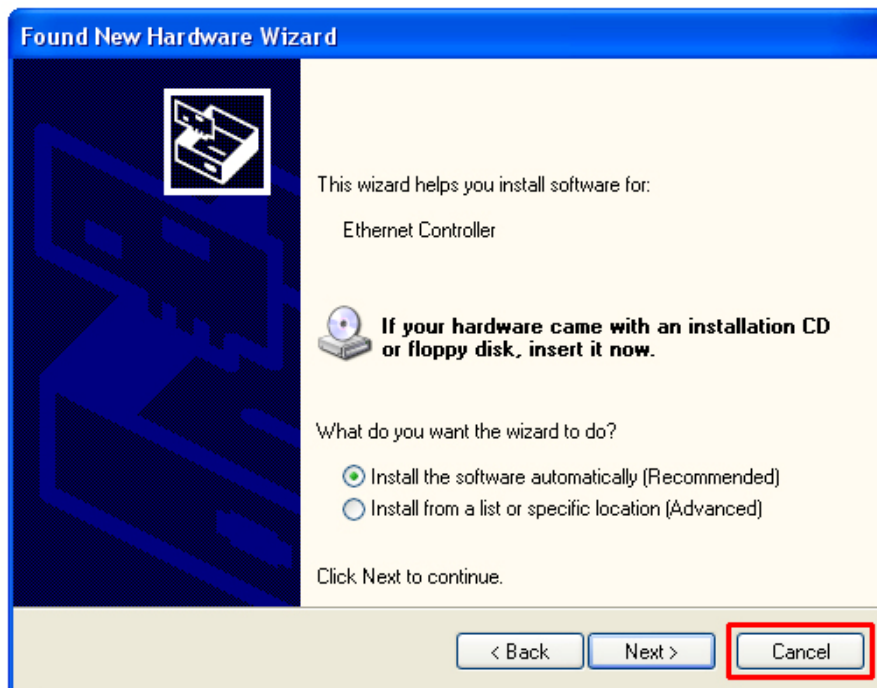 Found New Hardware Wizard
This wizard helps you install software for:
Ethernet Controller
If your hardware came with an installation CD
or floppy disk, insert it now.
What do you want the wizard to do?
Install the software automatically (Recommended)
Install from a list or specific location (Advanced)
Click Next to continue.
< Back Next > Cancel